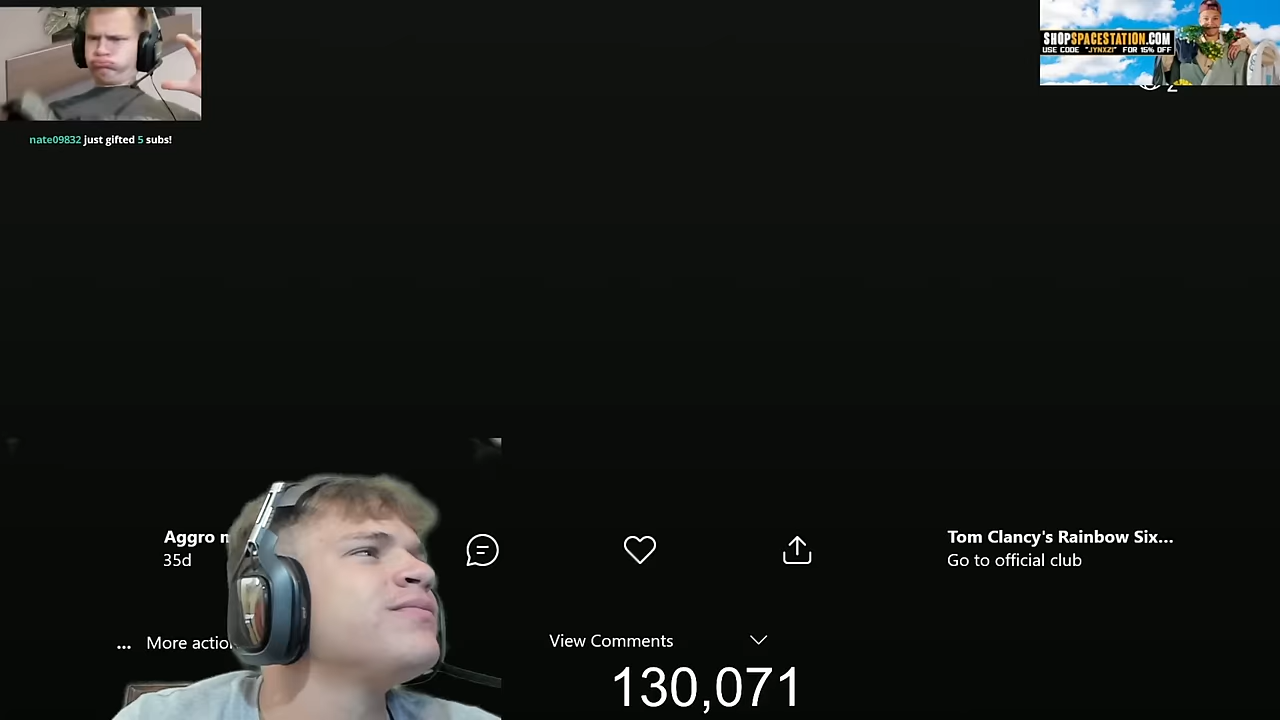 SHOPSPACESTATION.COM
USE CODE "JYNXZI" FOR 15% OFF
2
nate09832 just gifted 5 subs!
Aggro
35d
Tom Clancy's Rainbow Six...
Go to official club
... More actio
View Comments
130,071